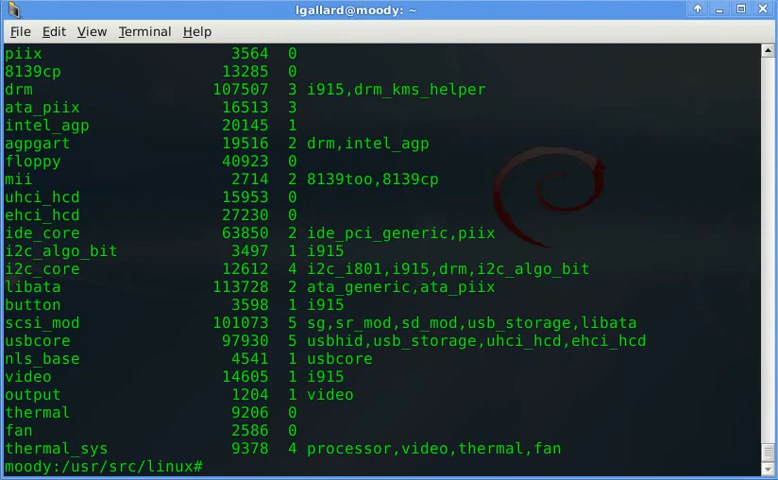 lgallard@moody: ~
File Edit View Terminal Help
piix 3564 0
8139cp 13285 0
drm 107507 3 i915,drm_kms_helper
ata_piix 16513 3
intel_agp 20145 1
agpgart 19516 2 drm,intel_agp
floppy 40923 0
mii 2714 2 8139too,8139cp
uhci_hcd 15953 0
ehci_hcd 27230 0
ide_core 63850 2 ide_pci_generic,piix
i2c_algo_bit 3497 1 i915
i2c_core 12612 4 i2c_i801,i915,drm,i2c_algo_bit
libata 113728 2 ata_generic,ata_piix
button 3598 1 i915
scsi_mod 101073 5 sg,sr_mod,sd_mod,usb_storage,libata
usbcore 97930 5 usbhid,usb_storage,uhci_hcd,ehci_hcd
nls_base 4541 1 usbcore
video 14605 1 i915
output 1204 1 video
thermal 9206 0
fan 2586 0
thermal_sys 9378 4 processor,video,thermal,fan
moody:/usr/src/linux#